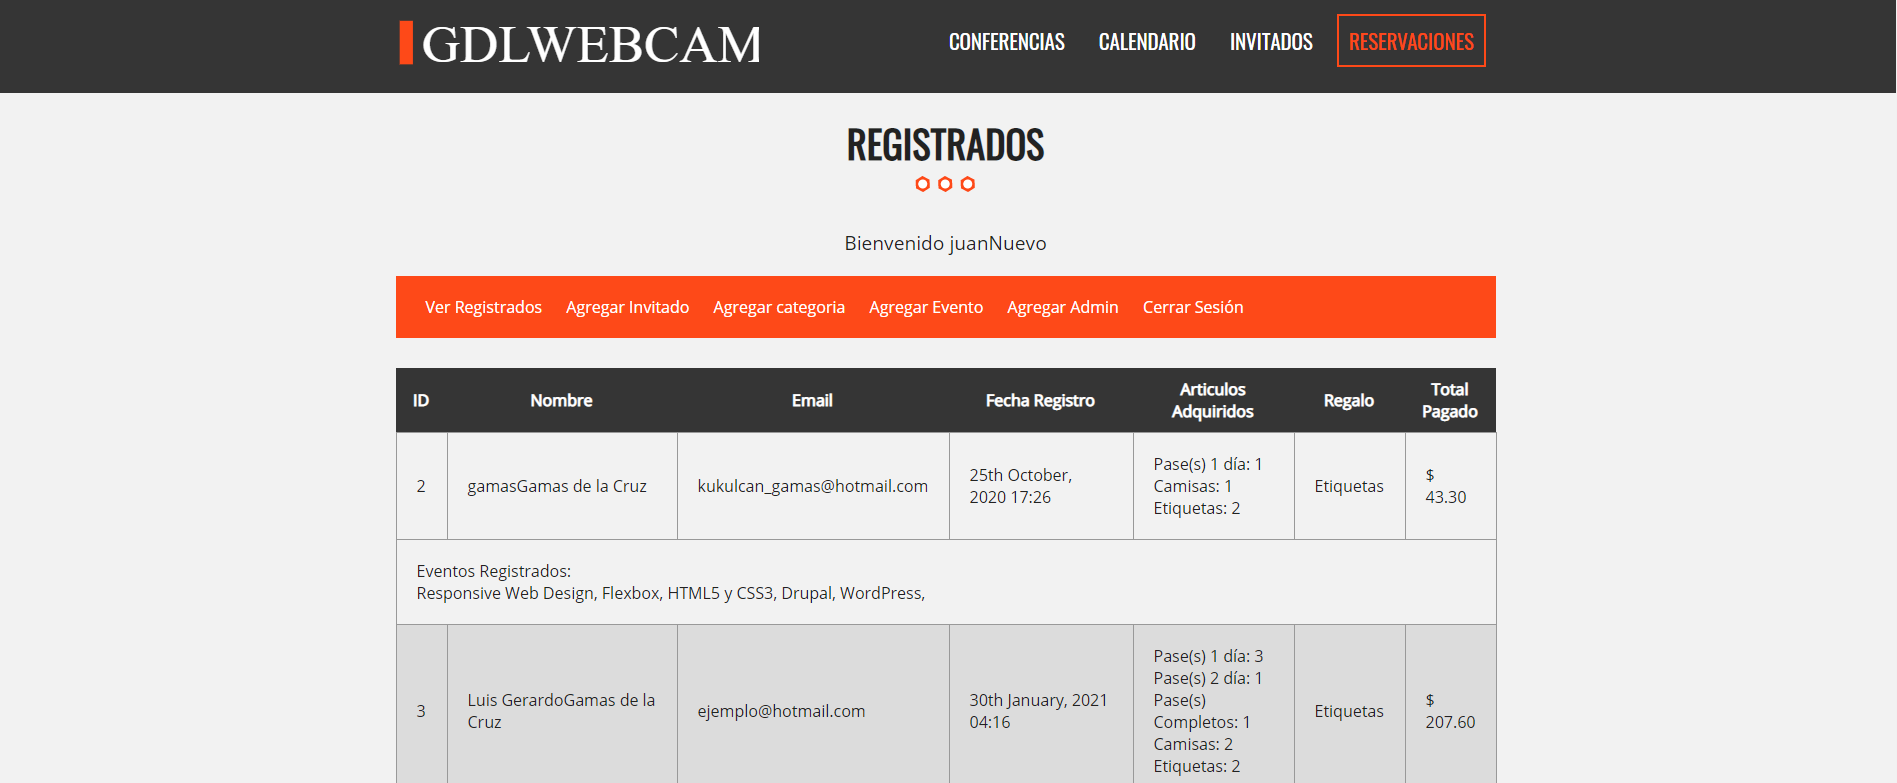 GDLWEBCAM
CONFERENCIAS CALENDARIO INVITADOS RESERVACIONES
REGISTRADOS
Bienvenido juanNuevo
Ver Registrados Agregar Invitado Agregar categoria Agregar Evento Agregar Admin Cerrar Sesión
ID
Nombre
Email
Fecha Registro
Articulos
Adquiridos
Regalo
Total
Pagado
2
gamasGamas de la Cruz
kukulcan_gamas@hotmail.com
25th October,
2020 17:26
Pase(s) 1 día: 1
Camisas: 1
Etiquetas: 2
Etiquetas
$
43.30
Eventos Registrados:
Responsive Web Design, Flexbox, HTML5 y CSS3, Drupal, WordPress,
3
Luis GerardoGamas de la
Cruz
ejemplo@hotmail.com
30th January, 2021
04:16
Pase(s) 1 día: 3
Pase(s) 2 día: 1
Pase(s)
Completos: 1
Camisas: 2
Etiquetas: 2
Etiquetas
$
207.60